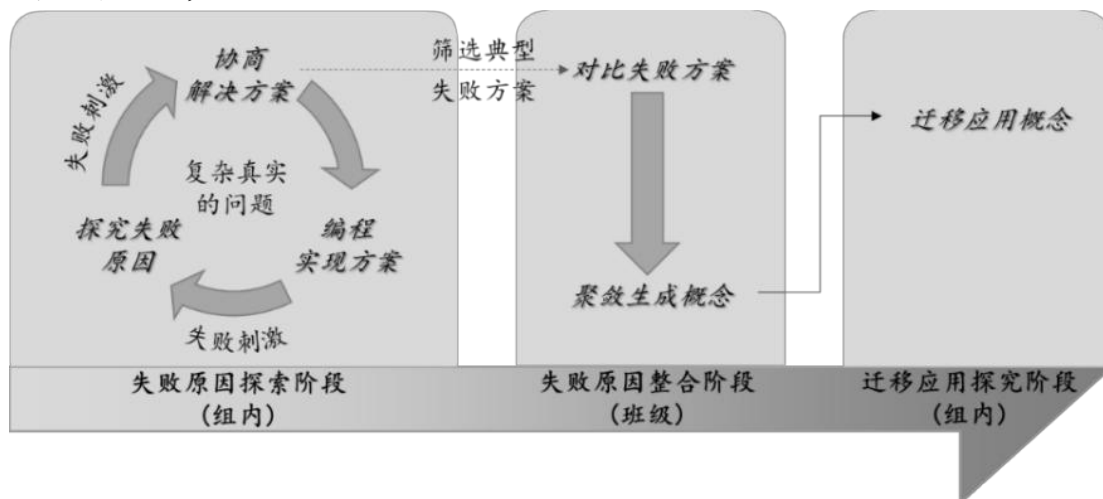 协商
解决方案
失败刺激
复杂真实
的问题
探究失败
原因
编程
实现方案
失败刺激
筛选典型
失败方案
对比失败方案
聚敛生成概念
迁移应用概念
失败原因探索阶段
(组内)
失败原因整合阶段
(班级)
迁移应用探究阶段
(组内)